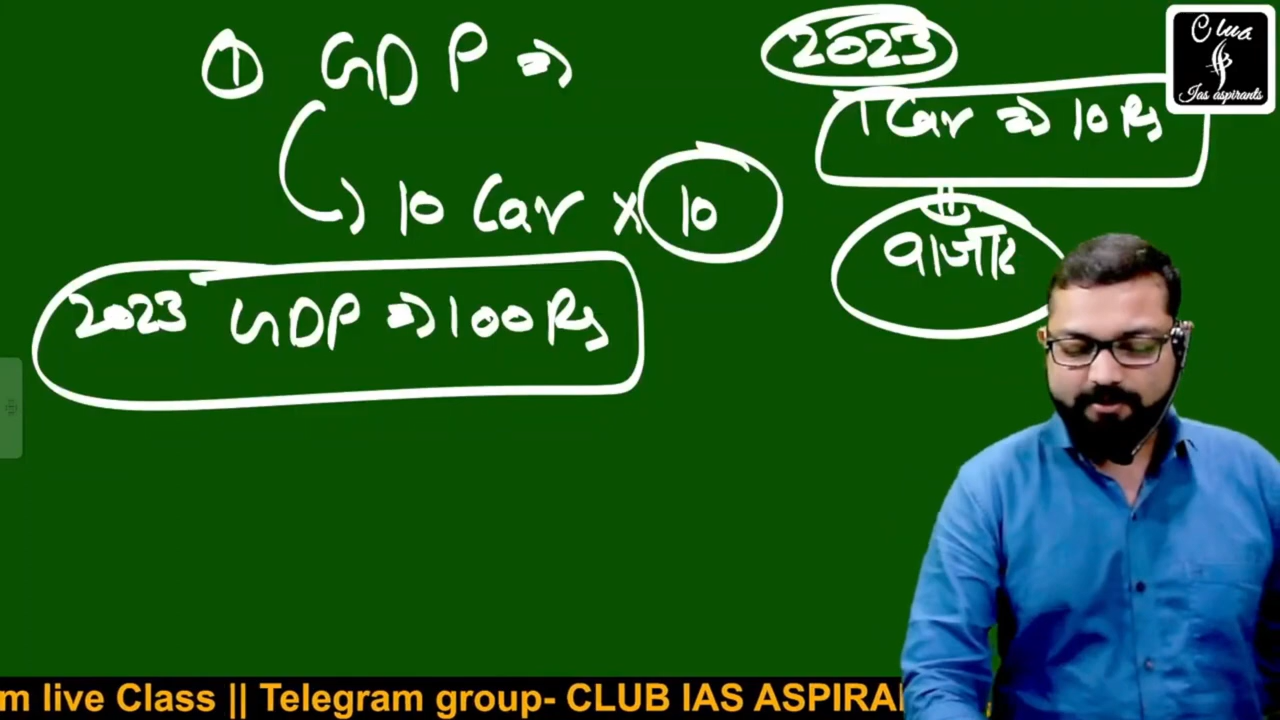 ① GDP ⇒
2023
1 Car ⇒ 10 Rs
बाजार
10 Car × 10
2023 GDP ⇒ 100 Rs
Club
Ias aspirants
m live Class || Telegram group- CLUB IAS ASPIRA